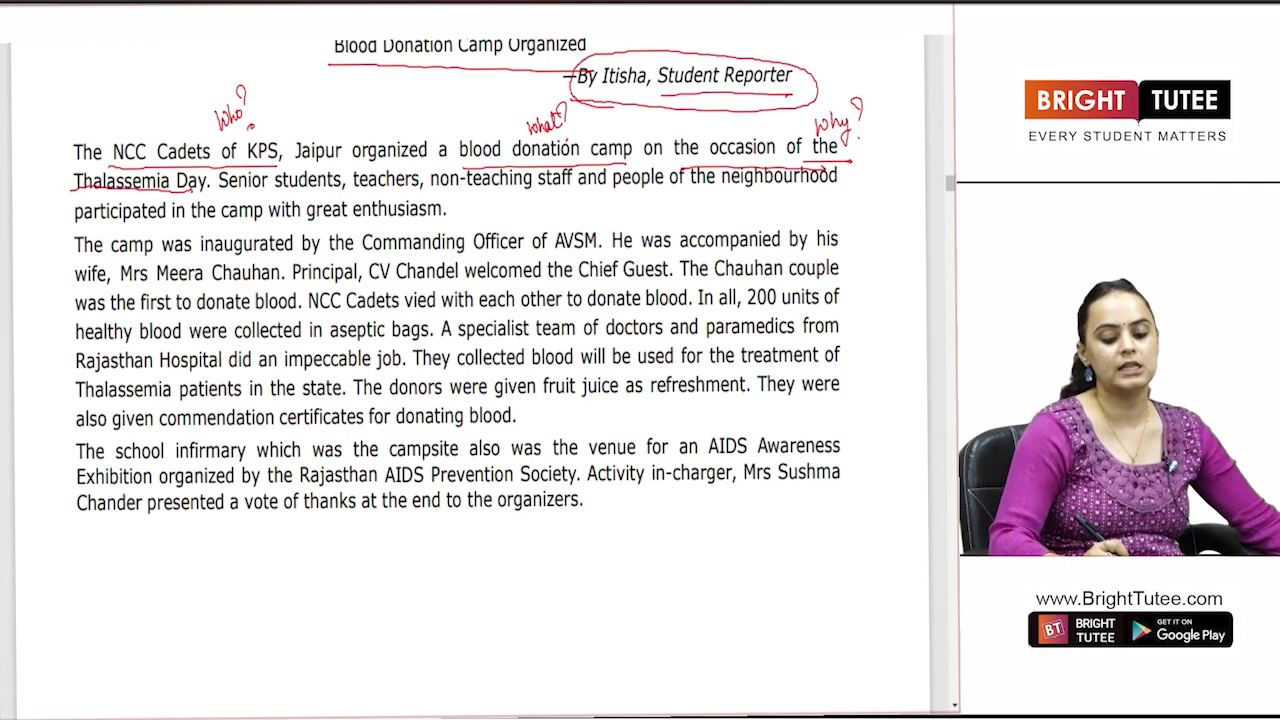 Blood Donation Camp Organized
—By Itisha, Student Reporter
Who?
What?
Why?
The NCC Cadets of KPS, Jaipur organized a blood donation camp on the occasion of the
Thalassemia Day. Senior students, teachers, non-teaching staff and people of the neighbourhood
participated in the camp with great enthusiasm.
The camp was inaugurated by the Commanding Officer of AVSM. He was accompanied by his
wife, Mrs Meera Chauhan. Principal, CV Chandel welcomed the Chief Guest. The Chauhan couple
was the first to donate blood. NCC Cadets vied with each other to donate blood. In all, 200 units of
healthy blood were collected in aseptic bags. A specialist team of doctors and paramedics from
Rajasthan Hospital did an impeccable job. They collected blood will be used for the treatment of
Thalassemia patients in the state. The donors were given fruit juice as refreshment. They were
also given commendation certificates for donating blood.
The school infirmary which was the campsite also was the venue for an AIDS Awareness
Exhibition organized by the Rajasthan AIDS Prevention Society. Activity in-charger, Mrs Sushma
Chander presented a vote of thanks at the end to the organizers.
BRIGHT TUTEE
EVERY STUDENT MATTERS
www.BrightTutee.com
BT BRIGHT TUTEE
GET IT ON Google Play